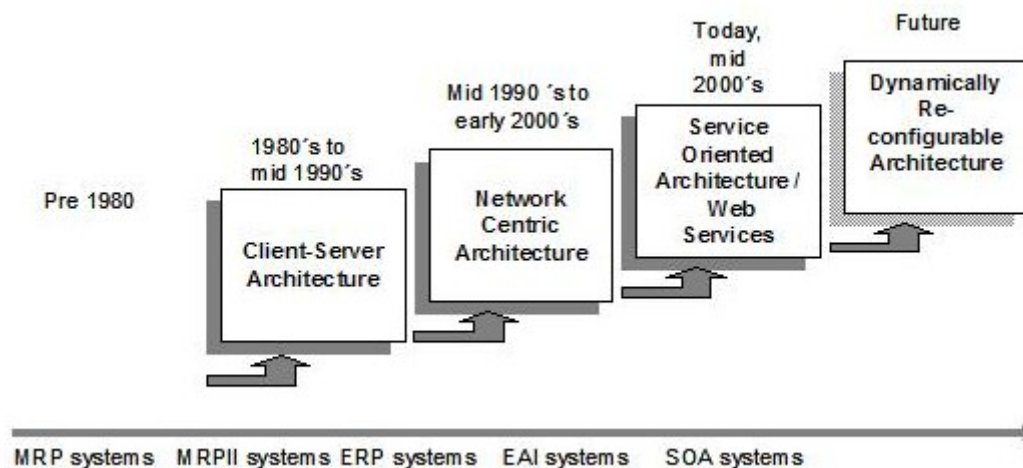 Pre 1980
1980´s to
mid 1990´s
Client-Server
Architecture
Mid 1990 ´s to
early 2000´s
Network
Centric
Architecture
Today,
mid
2000´s
Service
Oriented
Architecture /
Web
Services
Future
Dynamically
Re-
configurable
Architecture
MRP systems MRPII systems ERP systems EAI systems SOA systems